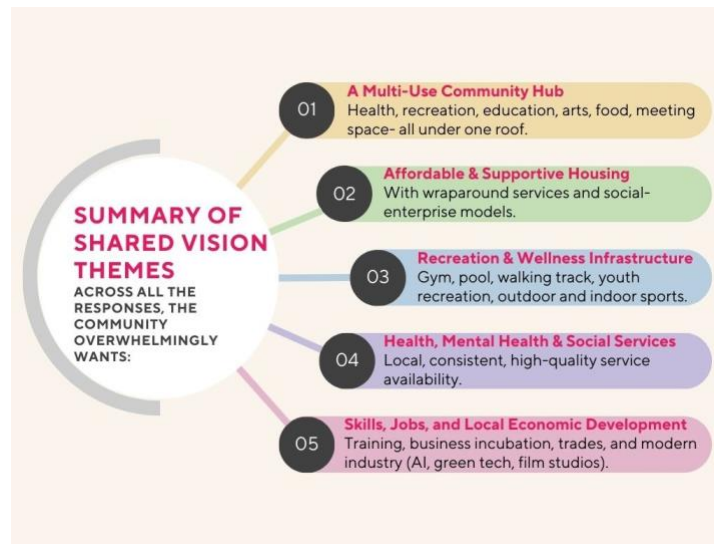 SUMMARY OF
SHARED VISION
THEMES
ACROSS ALL THE
RESPONSES, THE
COMMUNITY
OVERWHELMINGLY
WANTS:
01
A Multi-Use Community Hub
Health, recreation, education, arts, food, meeting
space- all under one roof.
02
Affordable & Supportive Housing
With wraparound services and social-
enterprise models.
03
Recreation & Wellness Infrastructure
Gym, pool, walking track, youth
recreation, outdoor and indoor sports.
04
Health, Mental Health & Social Services
Local, consistent, high-quality service
availability.
05
Skills, Jobs, and Local Economic Development
Training, business incubation, trades, and modern
industry (AI, green tech, film studios).